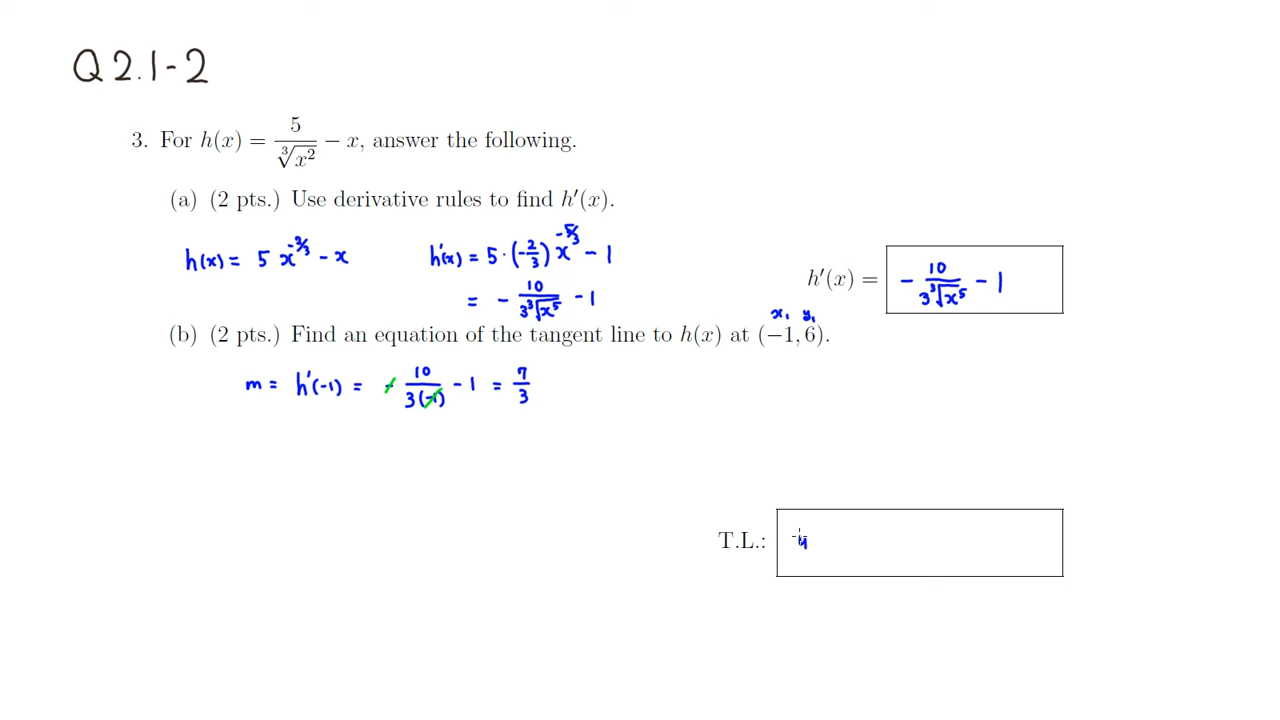 Q 2.1-2
3. For h(x) = 5/∛(x²) − x, answer the following.
(a) (2 pts.) Use derivative rules to find h′(x).
h(x) = 5 x^(-2/3) - x
h'(x) = 5 · (-2/3) x^(-5/3) - 1
= - 10/(3∛(x⁵)) - 1
h′(x) = - 10/(3∛(x⁵)) - 1
x₁ y₁
(b) (2 pts.) Find an equation of the tangent line to h(x) at (−1, 6).
m = h'(-1) = - 10/(3(-1)) - 1 = 7/3
T.L.: y